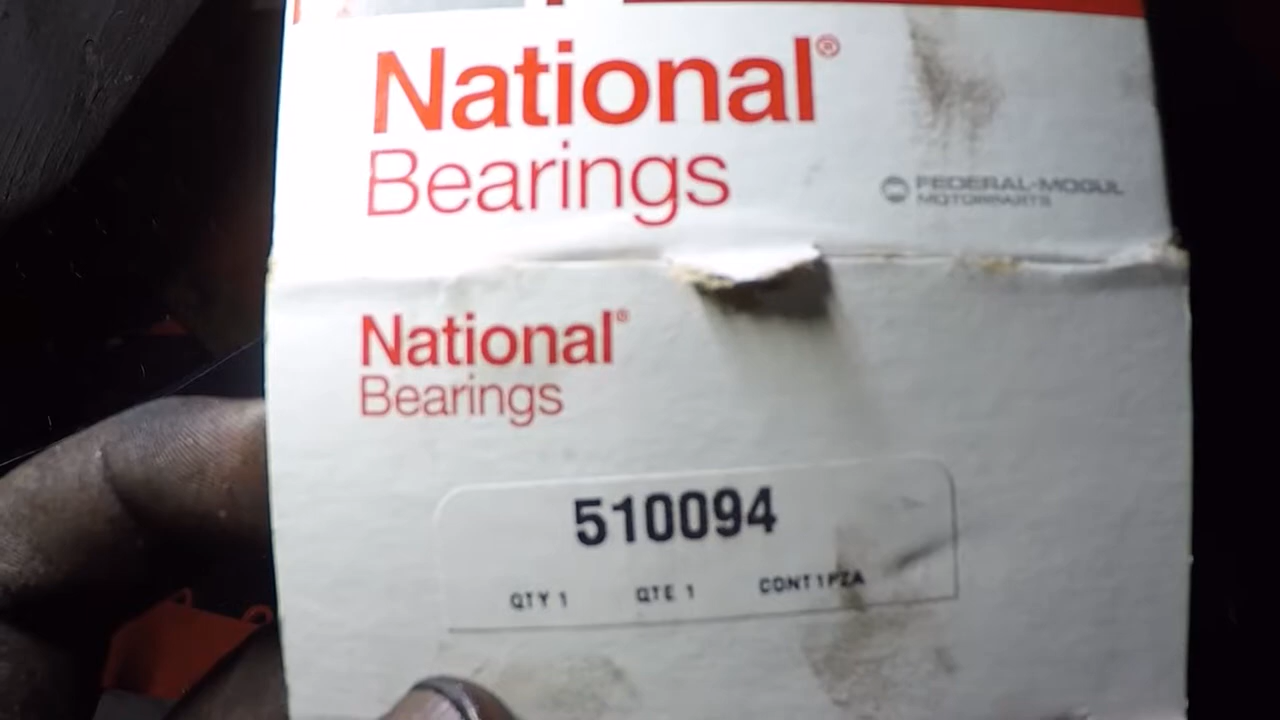 National®
Bearings
FEDERAL-MOGUL
MOTORPARTS
National®
Bearings
510094
QTY 1 QTE 1 CONT 1 PZA